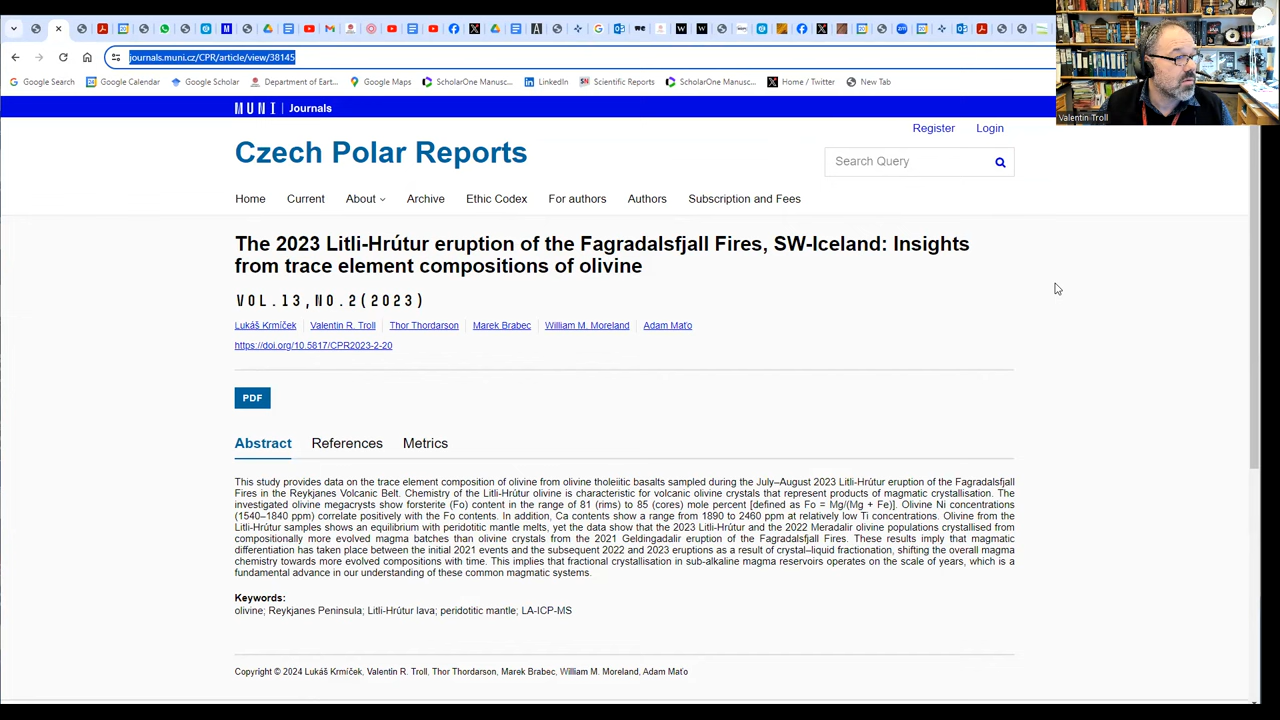 journals.muni.cz/CPR/article/view/38145
Google Search
Google Calendar
Google Scholar
Department of Eart...
Google Maps
ScholarOne Manusc...
LinkedIn
Scientific Reports
ScholarOne Manusc...
Home / Twitter
New Tab
Valentin Troll
MUNI | Journals
Register
Login
Czech Polar Reports
Search Query
Home
Current
About
Archive
Ethic Codex
For authors
Authors
Subscription and Fees
The 2023 Litli-Hrútur eruption of the Fagradalsfjall Fires, SW-Iceland: Insights
from trace element compositions of olivine
VOL.13,NO.2(2023)
Lukáš Krmíček
Valentin R. Troll
Thor Thordarson
Marek Brabec
William M. Moreland
Adam Maťo
https://doi.org/10.5817/CPR2023-2-20
PDF
Abstract
References
Metrics
This study provides data on the trace element composition of olivine from olivine tholeiitic basalts sampled during the July–August 2023 Litli-Hrútur eruption of the Fagradalsfjall
Fires in the Reykjanes Volcanic Belt. Chemistry of the Litli-Hrútur olivine is characteristic for volcanic olivine crystals that represent products of magmatic crystallisation. The
investigated olivine megacrysts show forsterite (Fo) content in the range of 81 (rims) to 85 (cores) mole percent [defined as Fo = Mg/(Mg + Fe)]. Olivine Ni concentrations
(1540–1840 ppm) correlate positively with the Fo contents. In addition, Ca contents show a range from 1890 to 2460 ppm at relatively low Ti concentrations. Olivine from the
Litli-Hrútur samples shows an equilibrium with peridotitic mantle melts, yet the data show that the 2023 Litli-Hrútur and the 2022 Meradalir olivine populations crystallised from
compositionally more evolved magma batches than olivine crystals from the 2021 Geldingadalir eruption of the Fagradalsfjall Fires. These results imply that magmatic
differentiation has taken place between the initial 2021 events and the subsequent 2022 and 2023 eruptions as a result of crystal–liquid fractionation, shifting the overall magma
chemistry towards more evolved compositions with time. This implies that fractional crystallisation in sub-alkaline magma reservoirs operates on the scale of years, which is a
fundamental advance in our understanding of these common magmatic systems.
Keywords:
olivine; Reykjanes Peninsula; Litli-Hrútur lava; peridotitic mantle; LA-ICP-MS
Copyright © 2024 Lukáš Krmíček, Valentin R. Troll, Thor Thordarson, Marek Brabec, William M. Moreland, Adam Maťo